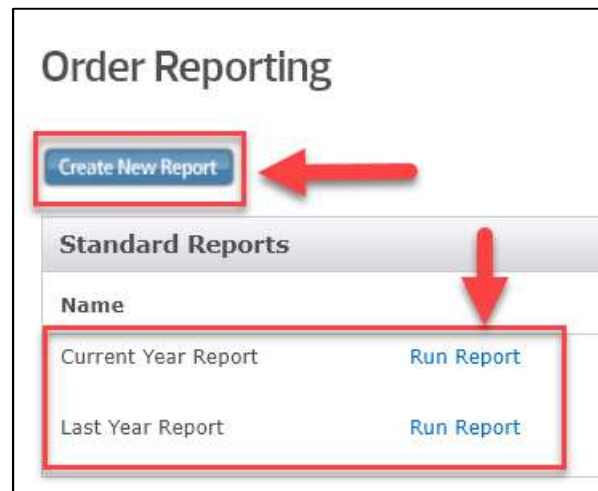 Order Reporting
Create New Report
Standard Reports
Name
Current Year Report Run Report
Last Year Report Run Report